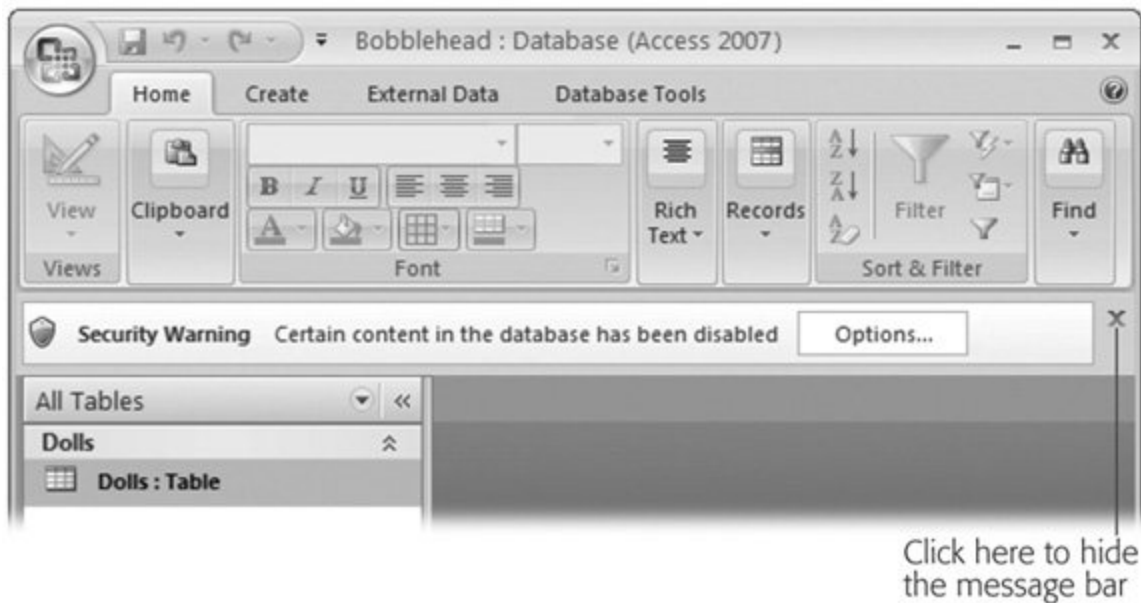 Bobblehead : Database (Access 2007)
Home Create External Data Database Tools
View
Views
Clipboard
B I U
A
Font
Rich
Text
Records
A
Z
Z
A
A
Z
Filter
Sort & Filter
Find
Security Warning Certain content in the database has been disabled Options...
All Tables
Dolls
Dolls : Table
Click here to hide
the message bar